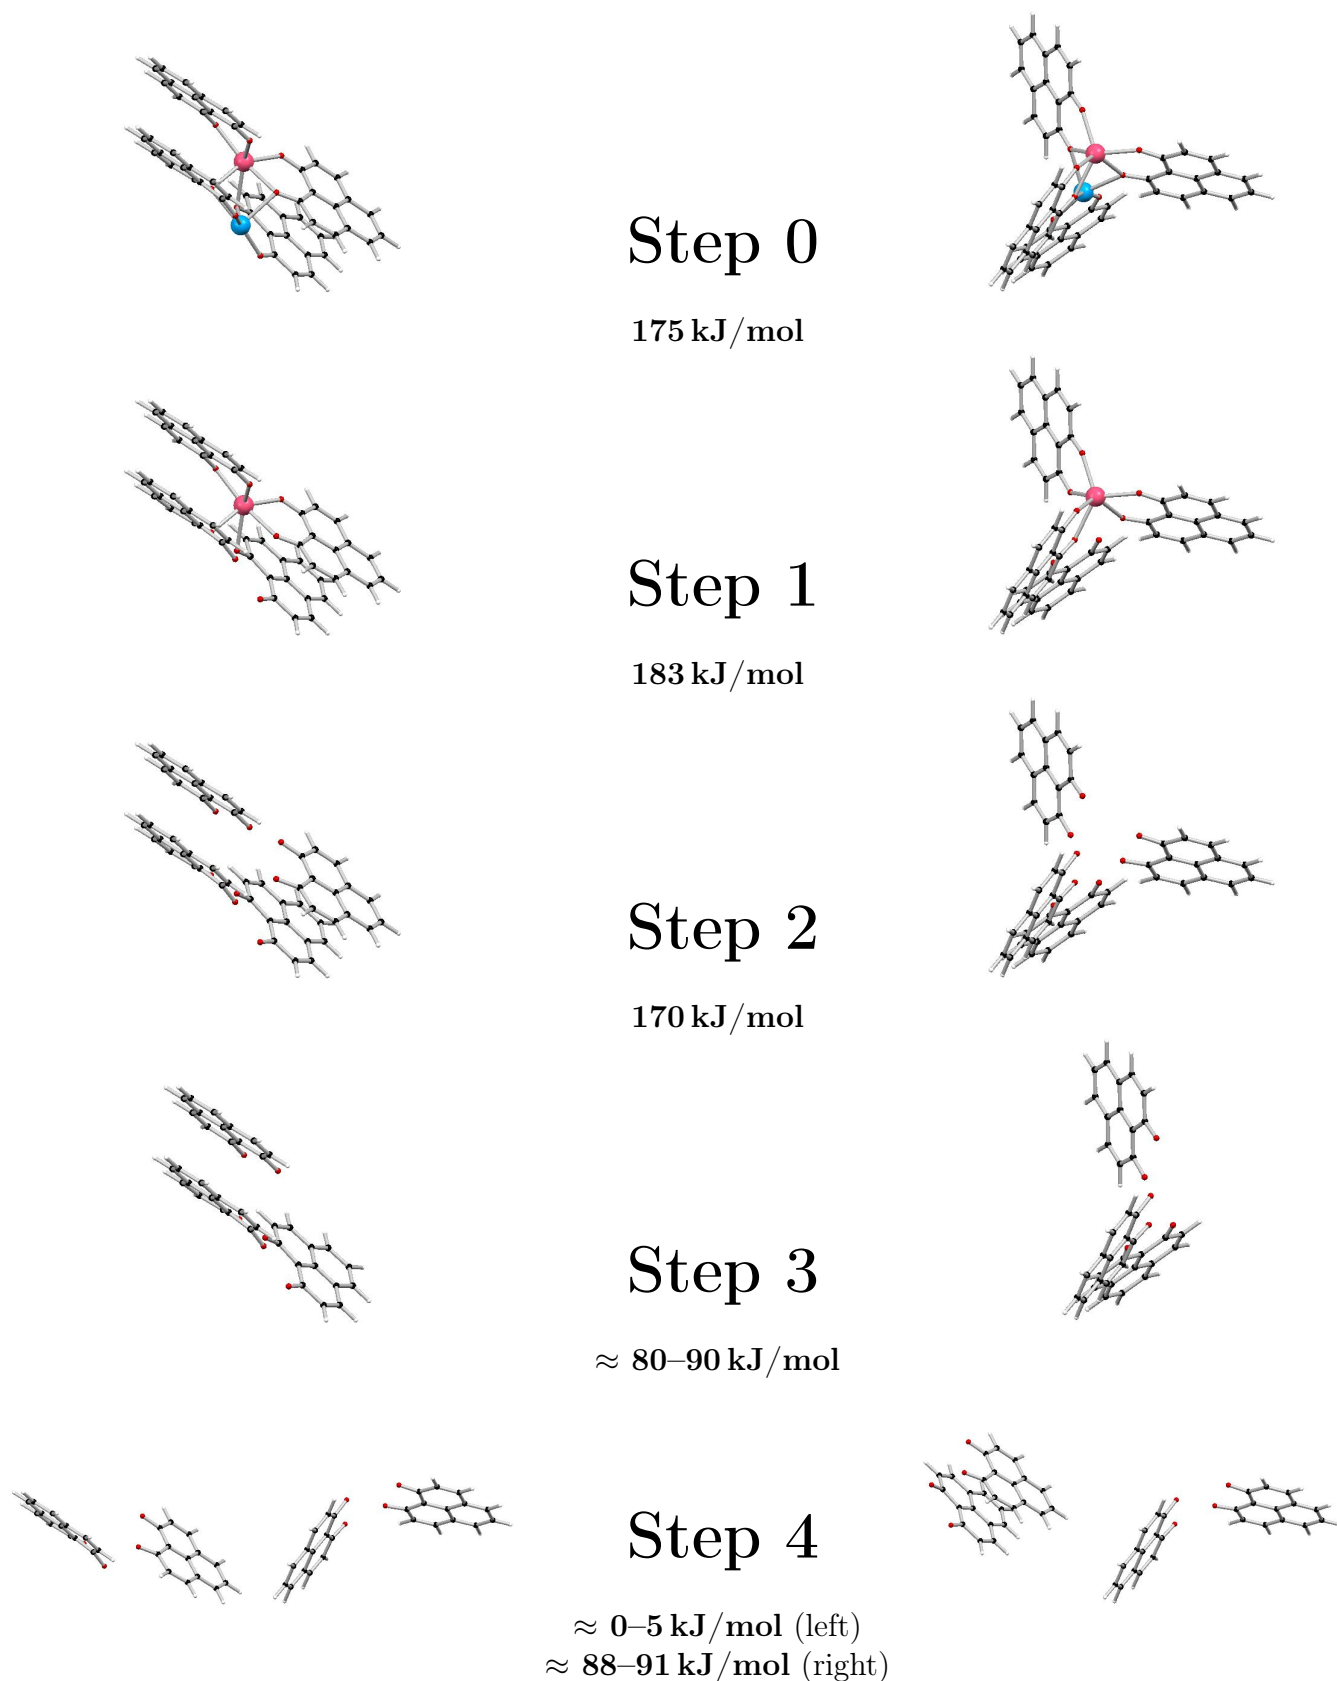 Step 0
175 kJ/mol
Step 1
183 kJ/mol
Step 2
170 kJ/mol
Step 3
≈ 80–90 kJ/mol
Step 4
≈ 0–5 kJ/mol (left)
≈ 88–91 kJ/mol (right)